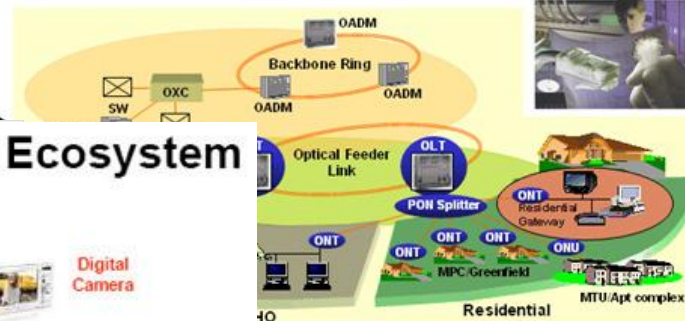 OADM
Backbone Ring
OXC
OADM
OADM
SW
Ecosystem
T
Optical Feeder
Link
OLT
PON Splitter
ONT
Residential
Gateway
ONT
ONT
ONT
ONT
ONU
MPC/Greenfield
MTU/Apt complex
Digital
Camera
HO
Residential